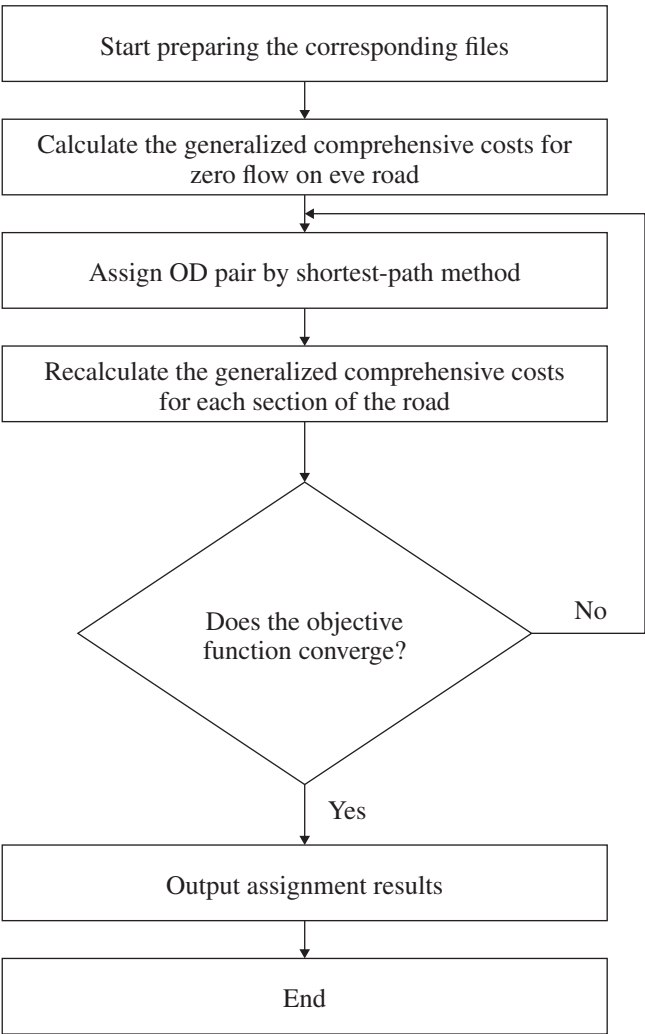 Start preparing the corresponding files
Calculate the generalized comprehensive costs for
zero flow on eve road
Assign OD pair by shortest-path method
Recalculate the generalized comprehensive costs
for each section of the road
Does the objective
function converge?
No
Yes
Output assignment results
End